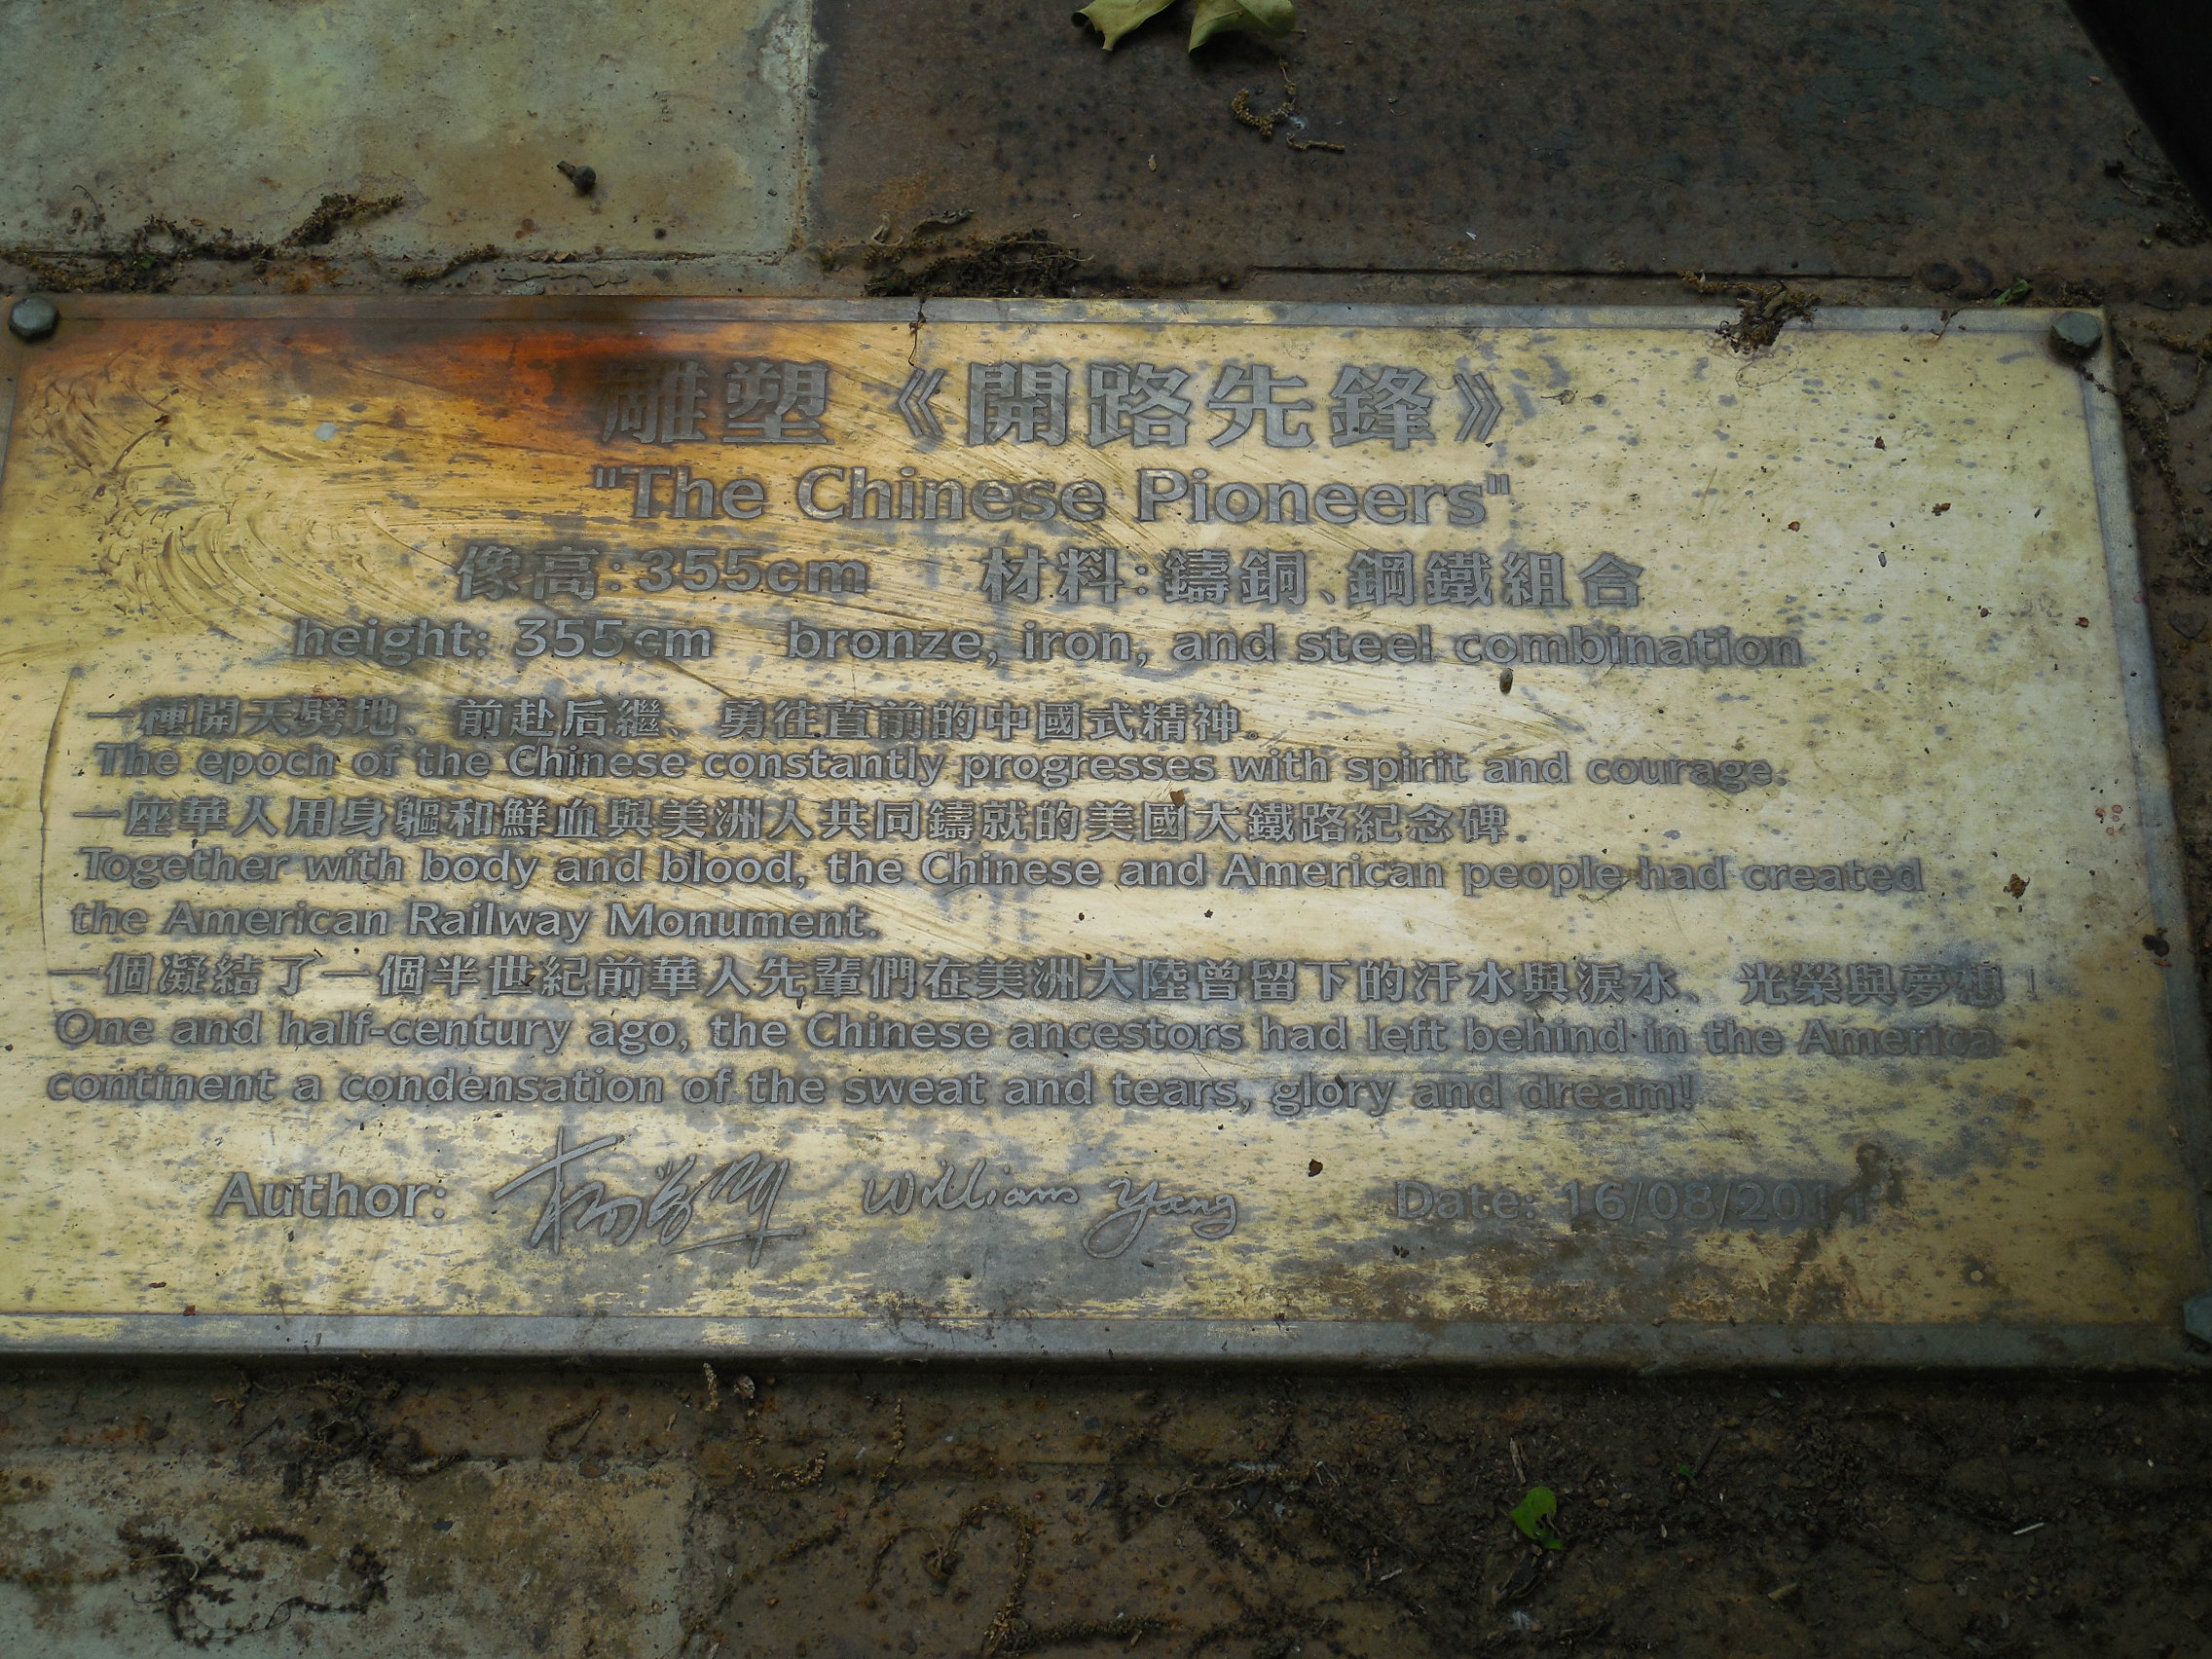 雕塑《開路先鋒》
"The Chinese Pioneers"
像高:355cm 材料:鑄銅、鋼鐵組合
height: 355cm bronze, iron, and steel combination
一種開天劈地、前赴后繼、勇往直前的中國式精神。
The epoch of the Chinese constantly progresses with spirit and courage.
一座華人用身軀和鮮血與美洲人共同鑄就的美國大鐵路紀念碑
Together with body and blood, the Chinese and American people had created
the American Railway Monument.
一個凝結了一個半世紀前華人先輩們在美洲大陸曾留下的汗水與淚水、光榮與夢想！
One and half-century ago, the Chinese ancestors had left behind in the America
continent a condensation of the sweat and tears, glory and dream!
Author: Williams Yang Date: